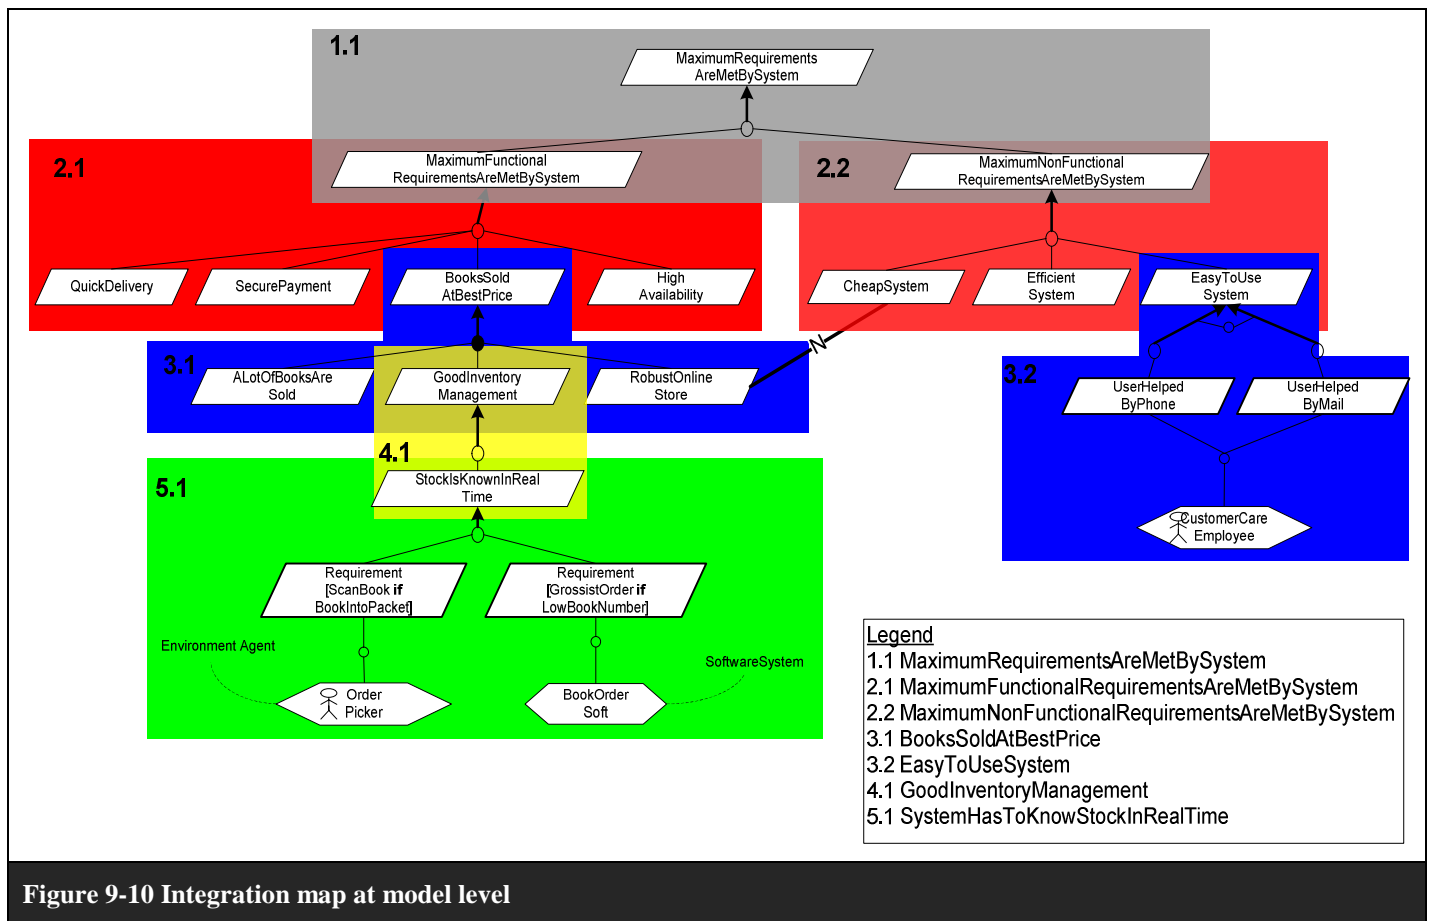 1.1
MaximumRequirements
AreMetBySystem
2.1
MaximumFunctional
RequirementsAreMetBySystem
2.2
MaximumNonFunctional
RequirementsAreMetBySystem
QuickDelivery
SecurePayment
BooksSold
AtBestPrice
High
Availability
CheapSystem
Efficient
System
EasyToUse
System
N
3.1
ALotOfBooksAre
Sold
GoodInventory
Management
RobustOnline
Store
3.2
UserHelped
ByPhone
UserHelped
ByMail
4.1
StockIsKnownInReal
Time
5.1
CustomerCare
Employee
Requirement
[ScanBook if
BookIntoPacket]
Requirement
[GrossistOrder if
LowBookNumber]
Environment Agent
SoftwareSystem
Order
Picker
BookOrder
Soft
Legend
1.1 MaximumRequirementsAreMetBySystem
2.1 MaximumFunctionalRequirementsAreMetBySystem
2.2 MaximumNonFunctionalRequirementsAreMetBySystem
3.1 BooksSoldAtBestPrice
3.2 EasyToUseSystem
4.1 GoodInventoryManagement
5.1 SystemHasToKnowStockInRealTime
Figure 9-10 Integration map at model level